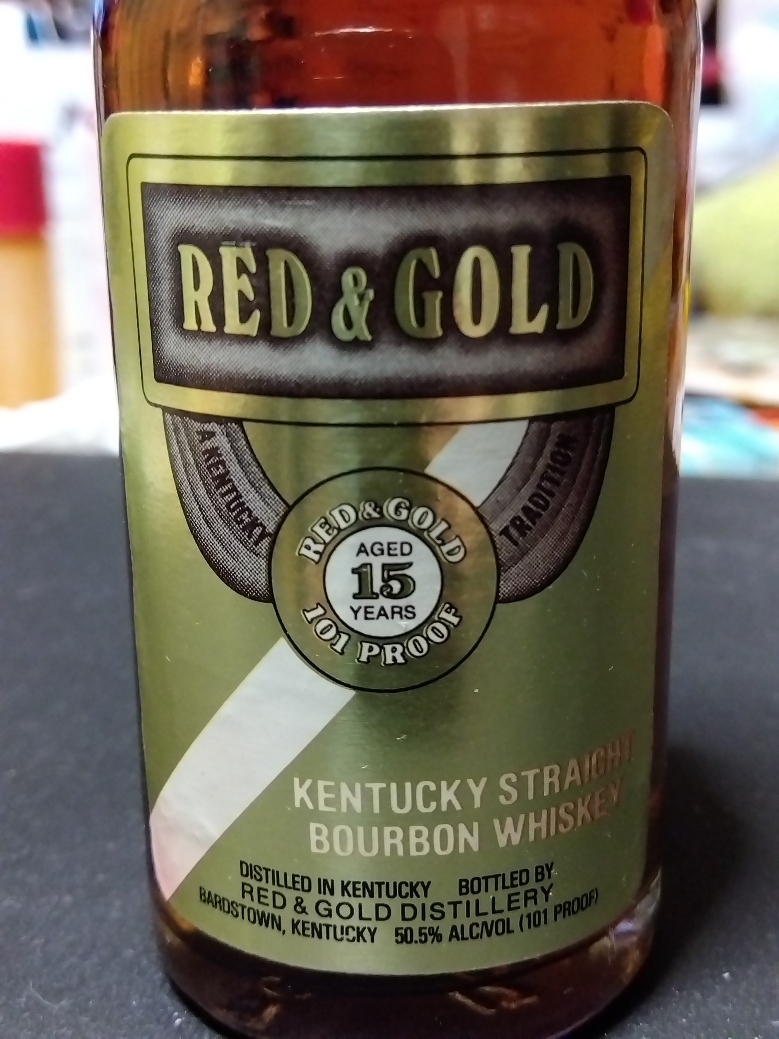 RED & GOLD
A KENTUCKY
TRADITION
RED & GOLD
AGED
15
YEARS
101 PROOF
KENTUCKY STRAIGHT
BOURBON WHISKEY
DISTILLED IN KENTUCKY BOTTLED BY
RED & GOLD DISTILLERY
BARDSTOWN, KENTUCKY 50.5% ALC/VOL (101 PROOF)